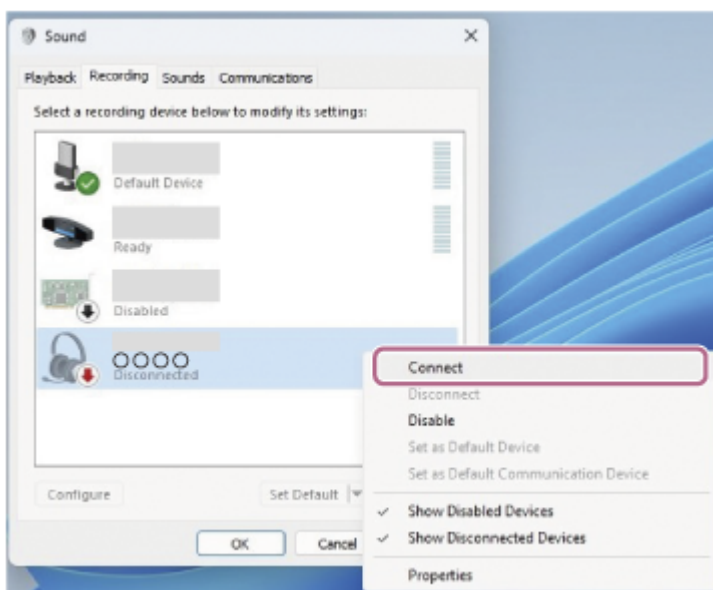 Sound
Playback Recording Sounds Communications
Select a recording device below to modify its settings:
Default Device
Ready
Disabled
○○○○
Disconnected
Connect
Disconnect
Disable
Set as Default Device
Set as Default Communication Device
Show Disabled Devices
Show Disconnected Devices
Properties
Configure
Set Default
OK
Cancel